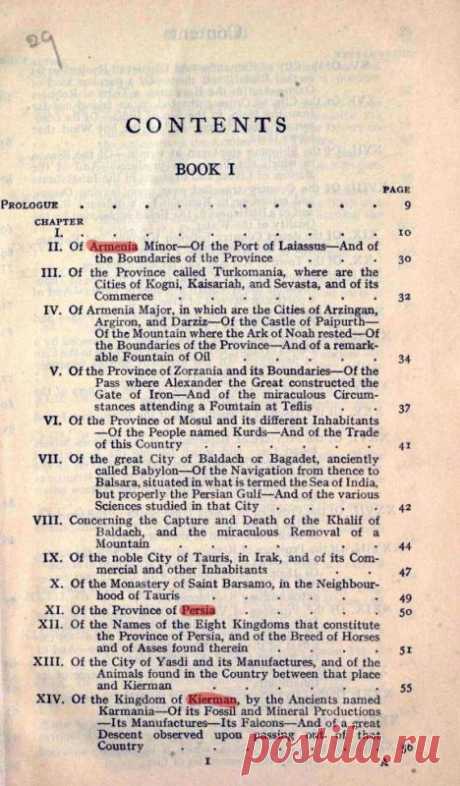 29
CONTENTS
BOOK I
PAGE
PROLOGUE . . . . . . . . . . 9
CHAPTER
I. . . . . . . . . . . 10
II. Of Armenia Minor—Of the Port of Laiassus—And of
the Boundaries of the Province . . . 30
III. Of the Province called Turkomania, where are the
Cities of Kogni, Kaisariah, and Sevasta, and of its
Commerce . . . . . . . 32
IV. Of Armenia Major, in which are the Cities of Arzingan,
Argiron, and Darziz—Of the Castle of Paipurth—
Of the Mountain where the Ark of Noah rested—Of
the Boundaries of the Province—And of a remark-
able Fountain of Oil . . . . . 34
V. Of the Province of Zorzania and its Boundaries—Of the
Pass where Alexander the Great constructed the
Gate of Iron—And of the miraculous Circum-
stances attending a Fountain at Teflis . . 37
VI. Of the Province of Mosul and its different Inhabitants
—Of the People named Kurds—And of the Trade
of this Country . . . . . . 41
VII. Of the great City of Baldach or Bagadet, anciently
called Babylon—Of the Navigation from thence to
Balsara, situated in what is termed the Sea of India,
but properly the Persian Gulf—And of the various
Sciences studied in that City . . . . 42
VIII. Concerning the Capture and Death of the Khalif of
Baldach, and the miraculous Removal of a
Mountain . . . . . . . 44
IX. Of the noble City of Tauris, in Irak, and of its Com-
mercial and other Inhabitants . . . 47
X. Of the Monastery of Saint Barsamo, in the Neighbour-
hood of Tauris . . . . . . 49
XI. Of the Province of Persia . . . . . 50
XII. Of the Names of the Eight Kingdoms that constitute
the Province of Persia, and of the Breed of Horses
and of Asses found therein . . . . 51
XIII. Of the City of Yasdi and its Manufactures, and of the
Animals found in the Country between that place
and Kierman . . . . . . 55
XIV. Of the Kingdom of Kierman, by the Ancients named
Karmania—Of its Fossil and Mineral Productions
—Its Manufactures—Its Falcons—And of a great
Descent observed upon passing out of that
Country . . . . . . . 56
I
postila.ru